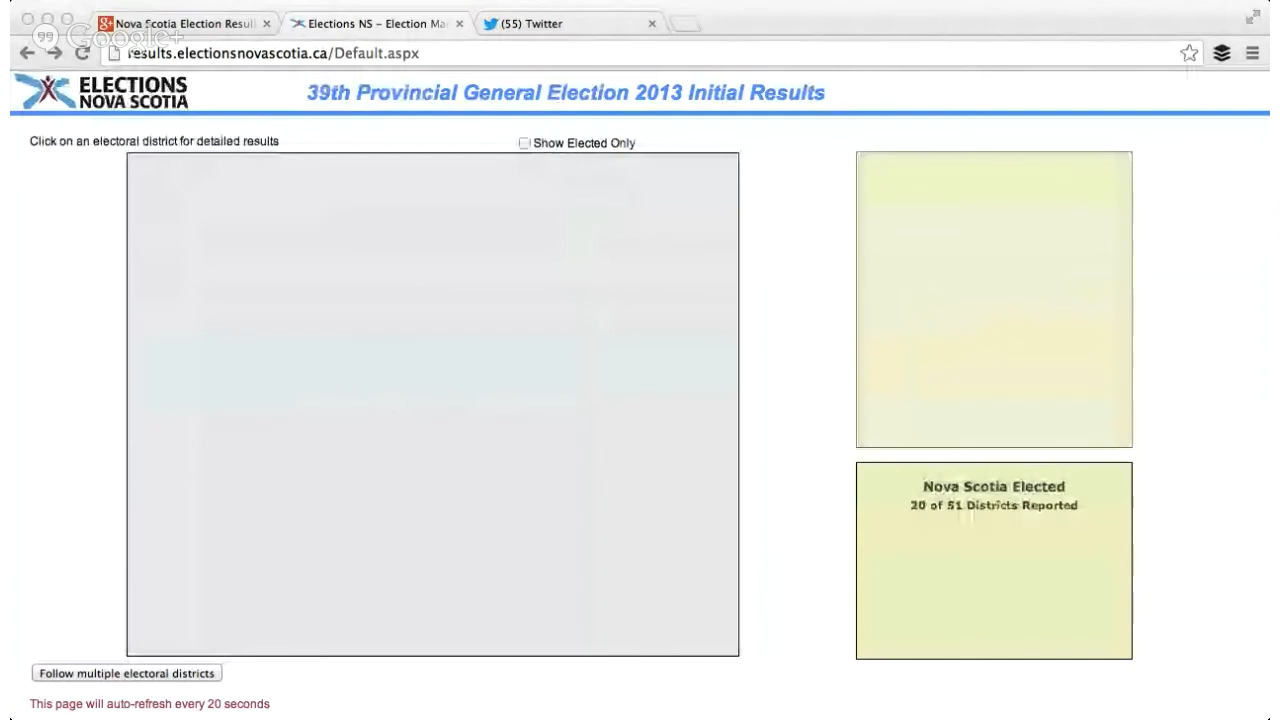 Nova Scotia Election Resul
Elections NS – Election Ma
(55) Twitter
Google+
results.electionsnovascotia.ca/Default.aspx
ELECTIONS
NOVA SCOTIA
39th Provincial General Election 2013 Initial Results
Click on an electoral district for detailed results
Show Elected Only
Nova Scotia Elected
20 of 51 Districts Reported
Follow multiple electoral districts
This page will auto-refresh every 20 seconds